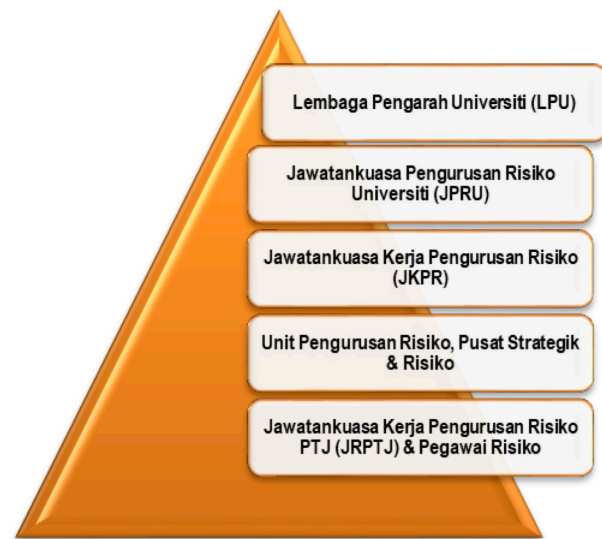 Lembaga Pengarah Universiti (LPU)
Jawatankuasa Pengurusan Risiko
Universiti (JPRU)
Jawatankuasa Kerja Pengurusan Risiko
(JKPR)
Unit Pengurusan Risiko, Pusat Strategik
& Risiko
Jawatankuasa Kerja Pengurusan Risiko
PTJ (JRPTJ) & Pegawai Risiko